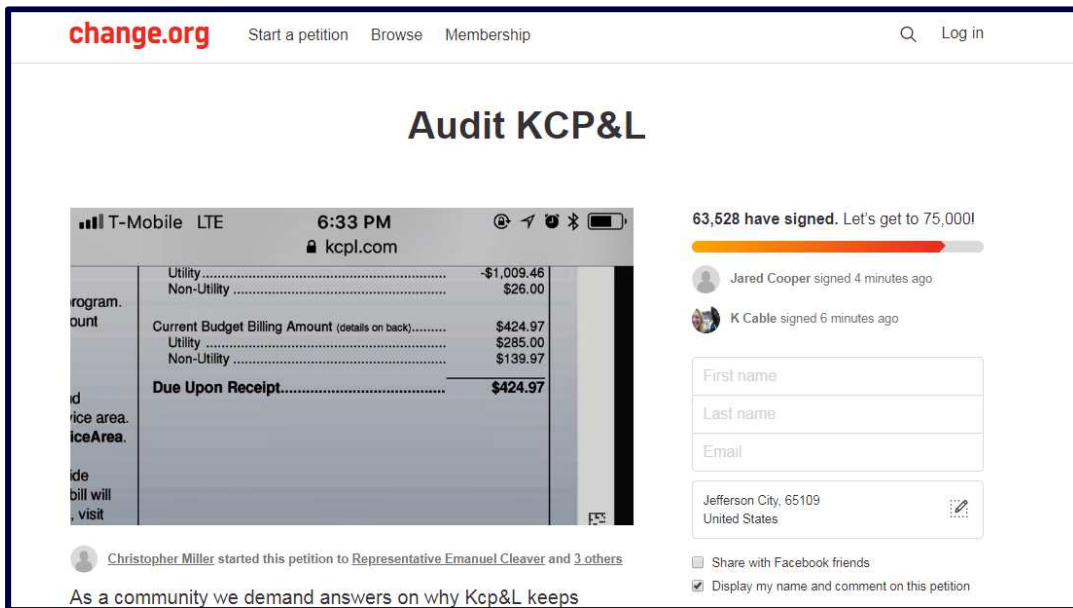 change.org Start a petition Browse Membership Log in
Audit KCP&L
T-Mobile LTE 6:33 PM
kcpl.com
Utility........ -$1,009.46
Non-Utility........ $26.00
rogram.
ount
Current Budget Billing Amount (details on back)........ $424.97
Utility........ $285.00
Non-Utility........ $139.97
Due Upon Receipt........ $424.97
d
ice area.
iceArea.
ide
bill will
, visit
Christopher Miller started this petition to Representative Emanuel Cleaver and 3 others
As a community we demand answers on why Kcp&L keeps
63,528 have signed. Let's get to 75,000!
Jared Cooper signed 4 minutes ago
K Cable signed 6 minutes ago
First name
Last name
Email
Jefferson City, 65109
United States
Share with Facebook friends
Display my name and comment on this petition